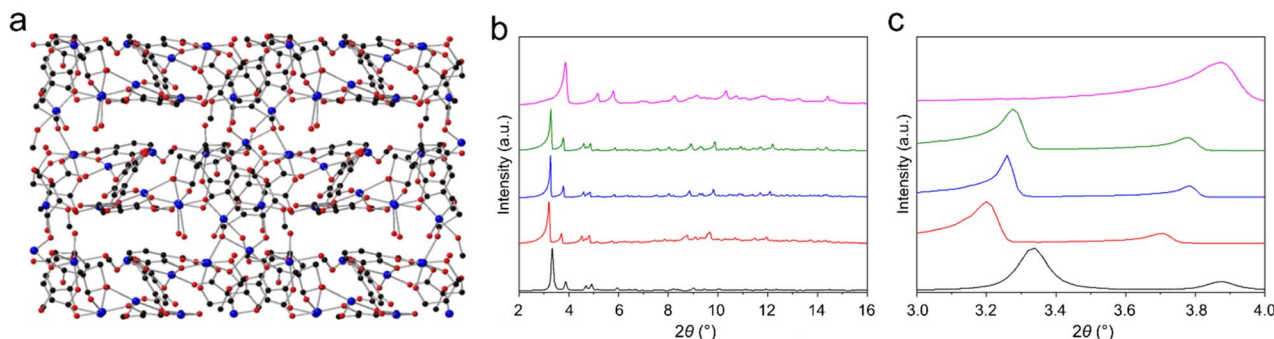 a
b
Intensity (a.u.)
2 4 6 8 10 12 14 16
2θ (°)
c
Intensity (a.u.)
3.0 3.2 3.4 3.6 3.8 4.0
2θ (°)